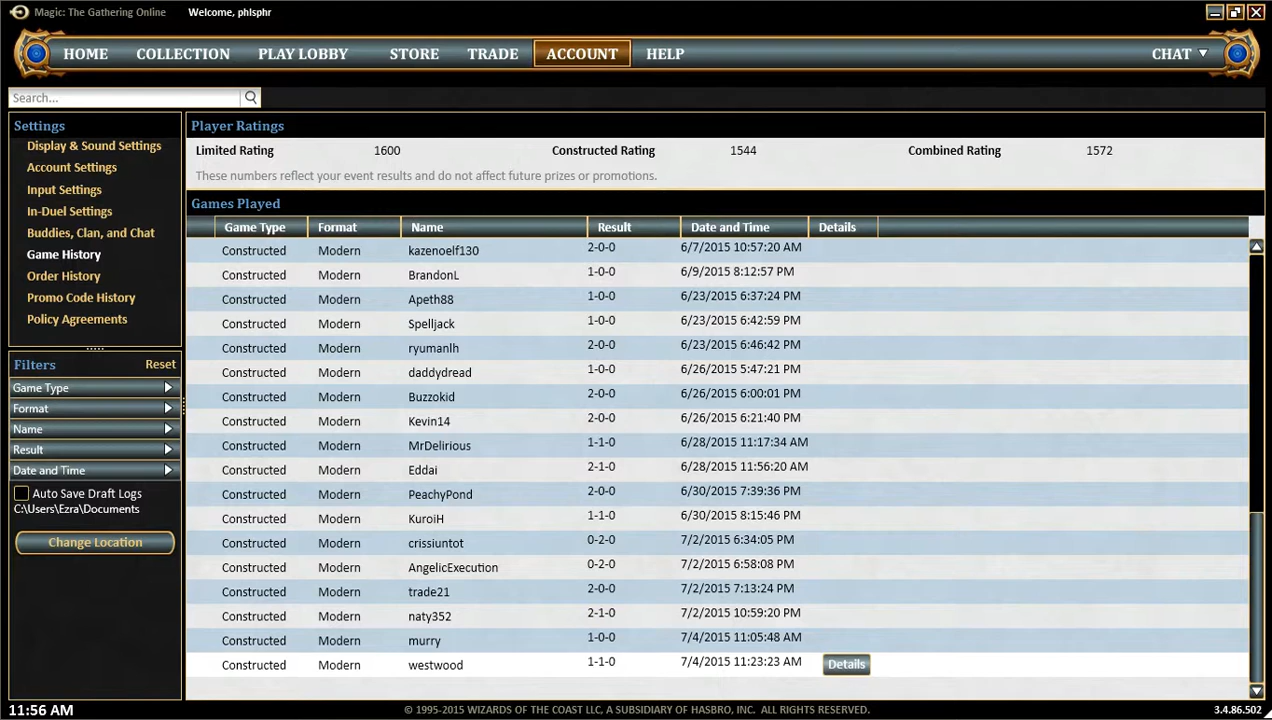 Magic: The Gathering Online Welcome, phlsphr
HOME COLLECTION PLAY LOBBY STORE TRADE ACCOUNT HELP CHAT
Search...
Settings
Display & Sound Settings
Account Settings
Input Settings
In-Duel Settings
Buddies, Clan, and Chat
Game History
Order History
Promo Code History
Policy Agreements
Filters Reset
Game Type
Format
Name
Result
Date and Time
Auto Save Draft Logs
C:\Users\Ezra\Documents
Change Location
Player Ratings
Limited Rating 1600 Constructed Rating 1544 Combined Rating 1572
These numbers reflect your event results and do not affect future prizes or promotions.
Games Played
Game Type Format Name Result Date and Time Details
Constructed Modern kazenoelf130 2-0-0 6/7/2015 10:57:20 AM
Constructed Modern BrandonL 1-0-0 6/9/2015 8:12:57 PM
Constructed Modern Apeth88 1-0-0 6/23/2015 6:37:24 PM
Constructed Modern Spelljack 1-0-0 6/23/2015 6:42:59 PM
Constructed Modern ryumanlh 2-0-0 6/23/2015 6:46:42 PM
Constructed Modern daddydread 1-0-0 6/26/2015 5:47:21 PM
Constructed Modern Buzzokid 2-0-0 6/26/2015 6:00:01 PM
Constructed Modern Kevin14 2-0-0 6/26/2015 6:21:40 PM
Constructed Modern MrDelirious 1-1-0 6/28/2015 11:17:34 AM
Constructed Modern Eddai 2-1-0 6/28/2015 11:56:20 AM
Constructed Modern PeachyPond 2-0-0 6/30/2015 7:39:36 PM
Constructed Modern KuroiH 1-1-0 6/30/2015 8:15:46 PM
Constructed Modern crissiuntot 0-2-0 7/2/2015 6:34:05 PM
Constructed Modern AngelicExecution 0-2-0 7/2/2015 6:58:08 PM
Constructed Modern trade21 2-0-0 7/2/2015 7:13:24 PM
Constructed Modern naty352 2-1-0 7/2/2015 10:59:20 PM
Constructed Modern murry 1-0-0 7/4/2015 11:05:48 AM
Constructed Modern westwood 1-1-0 7/4/2015 11:23:23 AM Details
11:56 AM © 1995-2015 WIZARDS OF THE COAST LLC, A SUBSIDIARY OF HASBRO, INC. ALL RIGHTS RESERVED. 3.4.86.502